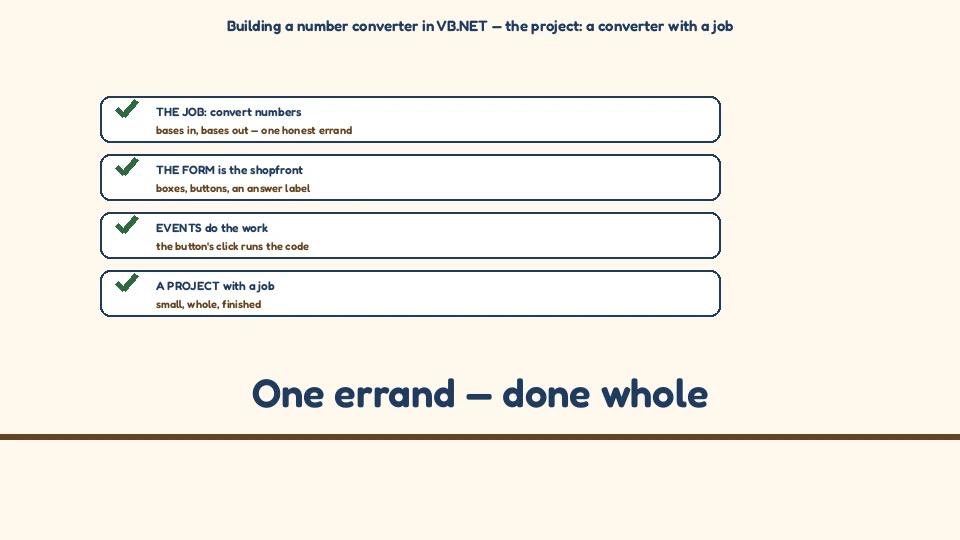 Building a number converter in VB.NET — the project: a converter with a job
THE JOB: convert numbers
bases in, bases out — one honest errand
THE FORM is the shopfront
boxes, buttons, an answer label
EVENTS do the work
the button's click runs the code
A PROJECT with a job
small, whole, finished
One errand — done whole